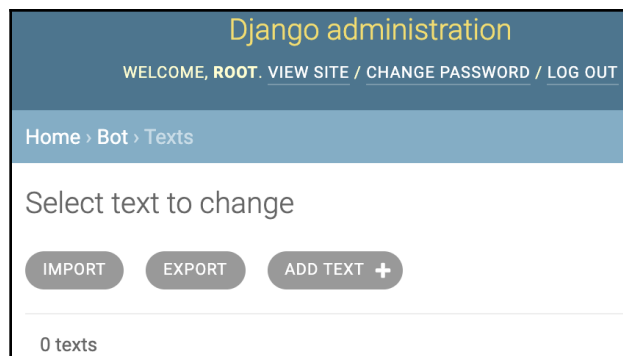 Django administration
WELCOME, ROOT. VIEW SITE / CHANGE PASSWORD / LOG OUT
Home › Bot › Texts
Select text to change
IMPORT EXPORT ADD TEXT +
0 texts